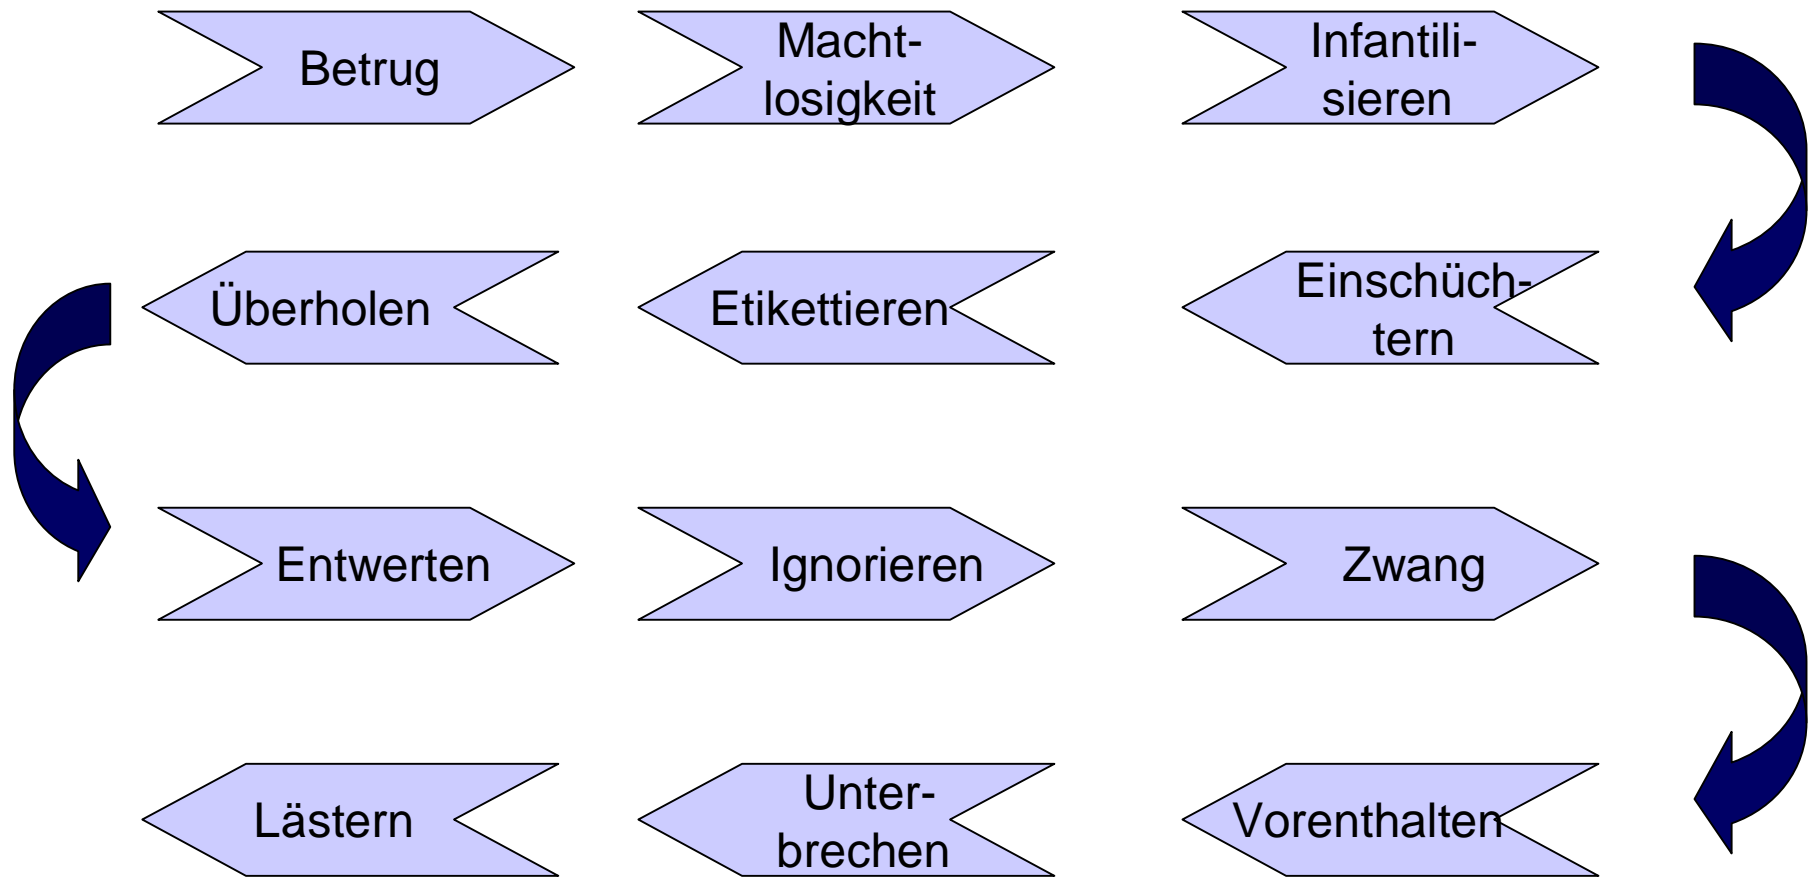 Betrug
Macht-
losigkeit
Infantili-
sieren
Einschüch-
tern
Etikettieren
Überholen
Entwerten
Ignorieren
Zwang
Vorenthalten
Unter-
brechen
Lästern